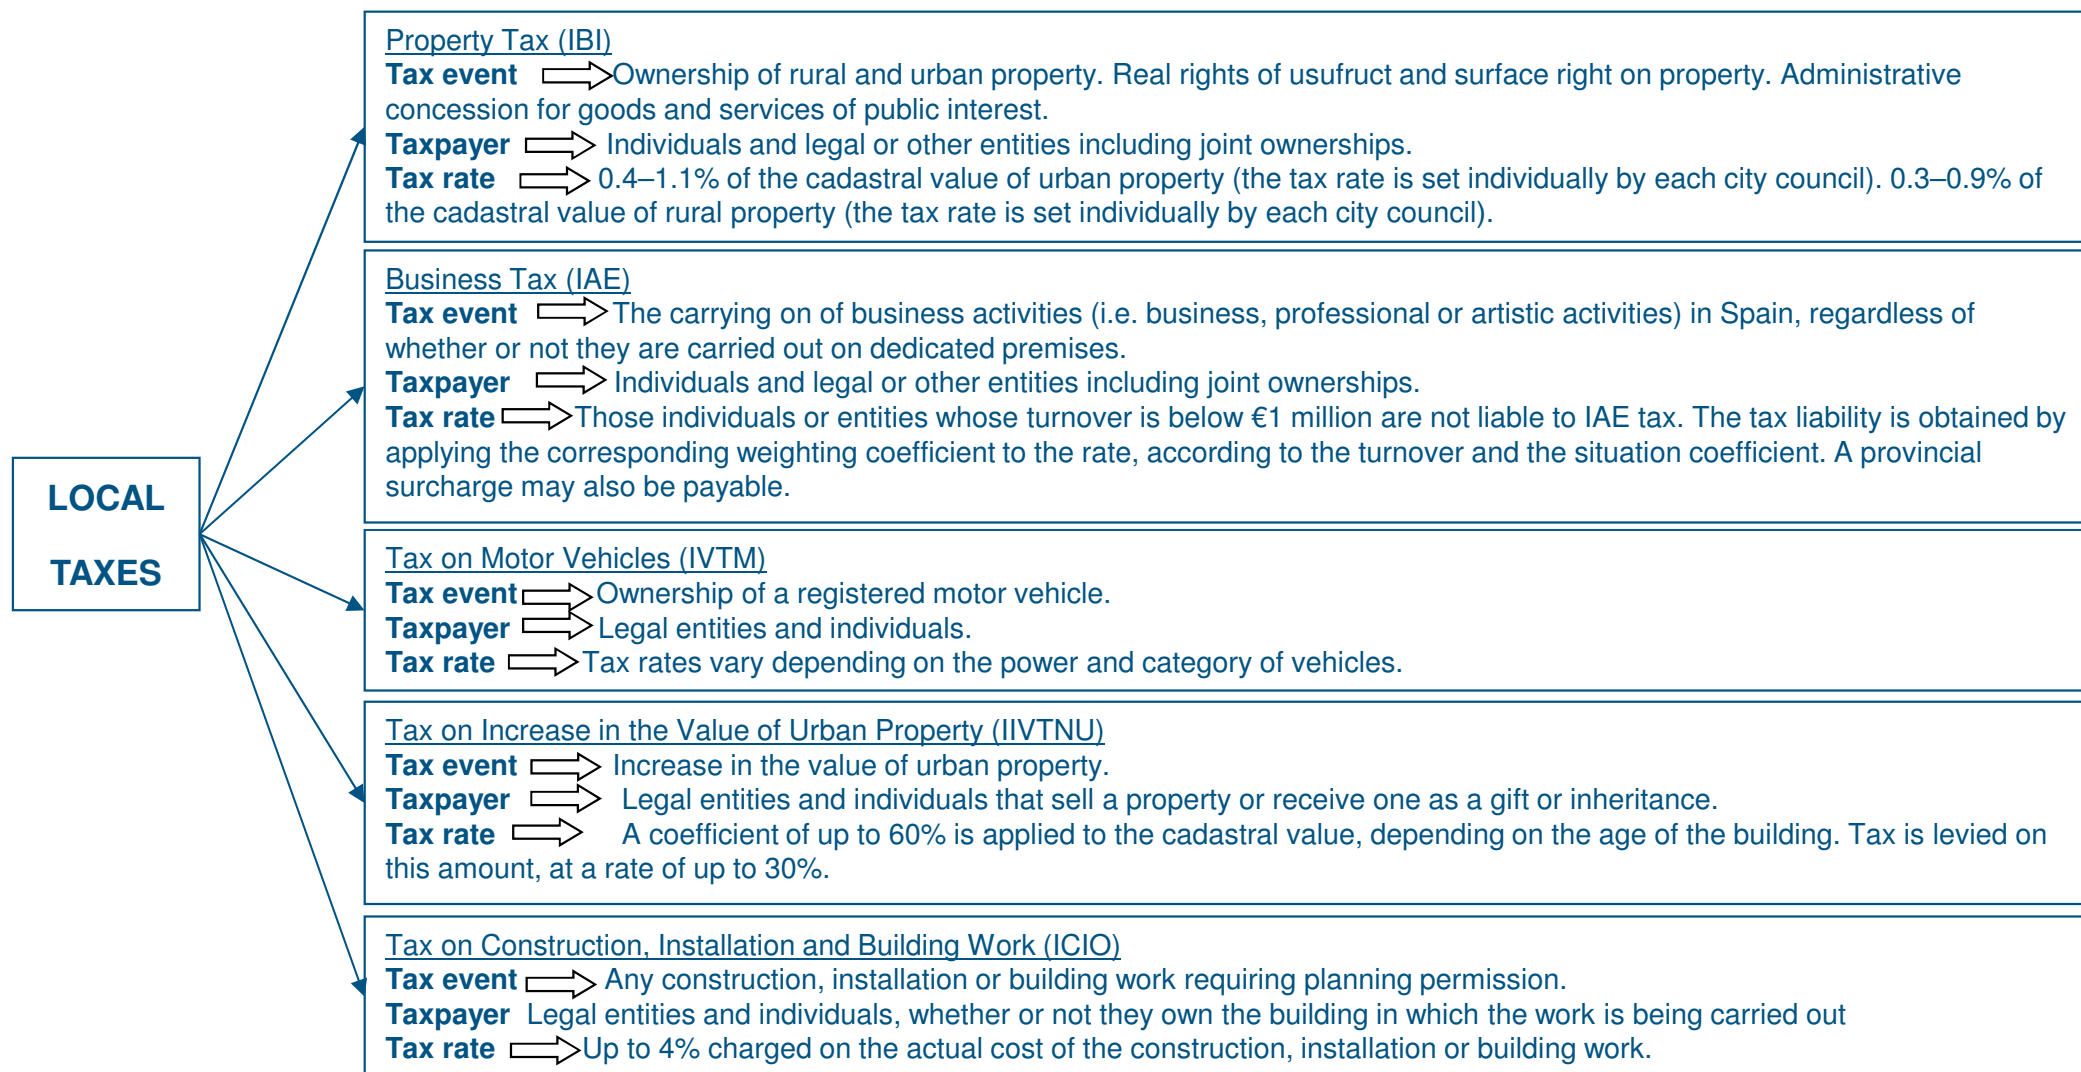 LOCAL
TAXES
Property Tax (IBI)
Tax event Ownership of rural and urban property. Real rights of usufruct and surface right on property. Administrative
concession for goods and services of public interest.
Taxpayer Individuals and legal or other entities including joint ownerships.
Tax rate 0.4–1.1% of the cadastral value of urban property (the tax rate is set individually by each city council). 0.3–0.9% of
the cadastral value of rural property (the tax rate is set individually by each city council).
Business Tax (IAE)
Tax event The carrying on of business activities (i.e. business, professional or artistic activities) in Spain, regardless of
whether or not they are carried out on dedicated premises.
Taxpayer Individuals and legal or other entities including joint ownerships.
Tax rate Those individuals or entities whose turnover is below €1 million are not liable to IAE tax. The tax liability is obtained by
applying the corresponding weighting coefficient to the rate, according to the turnover and the situation coefficient. A provincial
surcharge may also be payable.
Tax on Motor Vehicles (IVTM)
Tax event Ownership of a registered motor vehicle.
Taxpayer Legal entities and individuals.
Tax rate Tax rates vary depending on the power and category of vehicles.
Tax on Increase in the Value of Urban Property (IIVTNU)
Tax event Increase in the value of urban property.
Taxpayer Legal entities and individuals that sell a property or receive one as a gift or inheritance.
Tax rate A coefficient of up to 60% is applied to the cadastral value, depending on the age of the building. Tax is levied on
this amount, at a rate of up to 30%.
Tax on Construction, Installation and Building Work (ICIO)
Tax event Any construction, installation or building work requiring planning permission.
Taxpayer Legal entities and individuals, whether or not they own the building in which the work is being carried out
Tax rate Up to 4% charged on the actual cost of the construction, installation or building work.